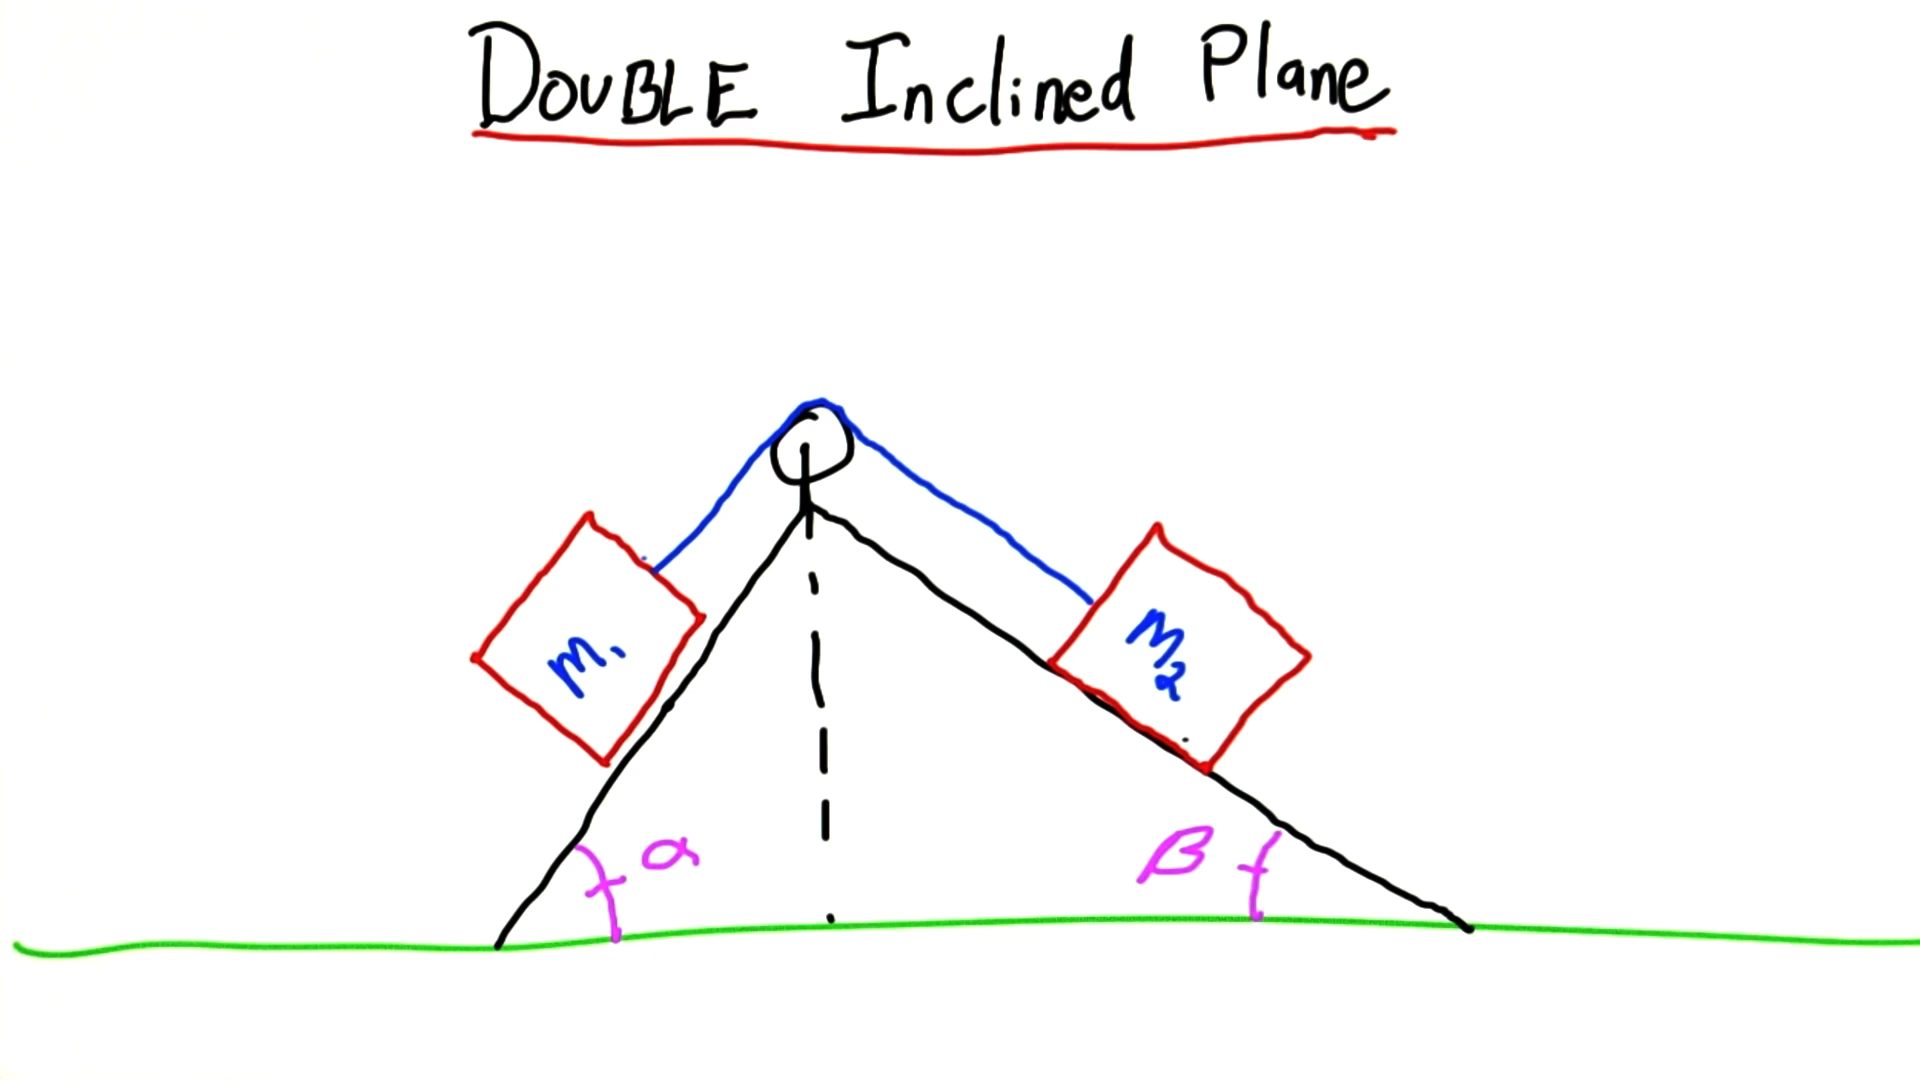 DOUBLE Inclined Plane
m₁
m₂
α
β